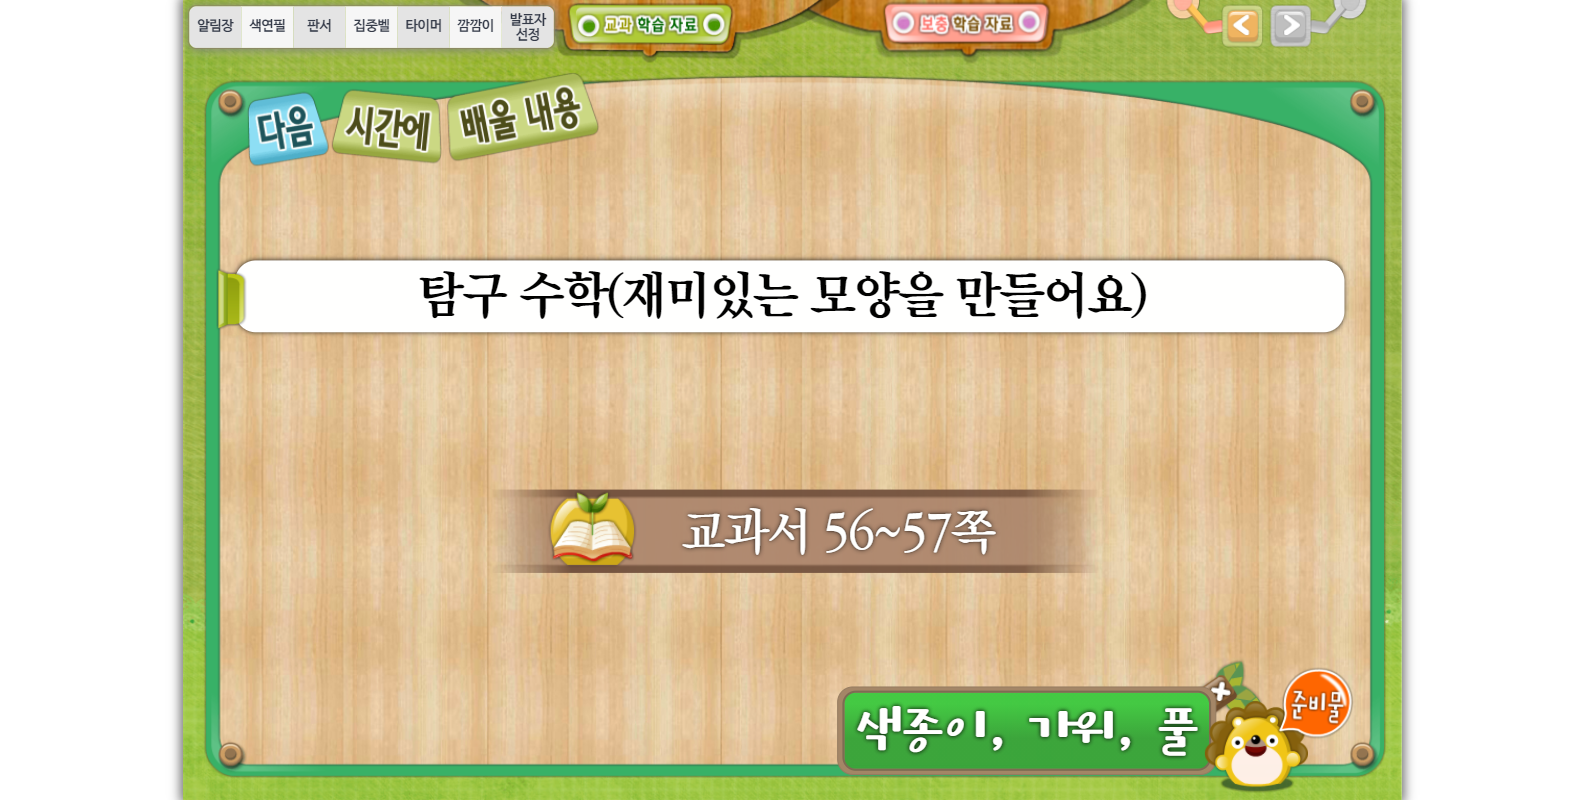 알림장 색연필 판서 집중벨 타이머 깜깜이 발표자
선정
교과 학습 자료
보충 학습 자료
다음 시간에 배울 내용
탐구 수학(재미있는 모양을 만들어요)
교과서 56~57쪽
준비물
색종이, 가위, 풀